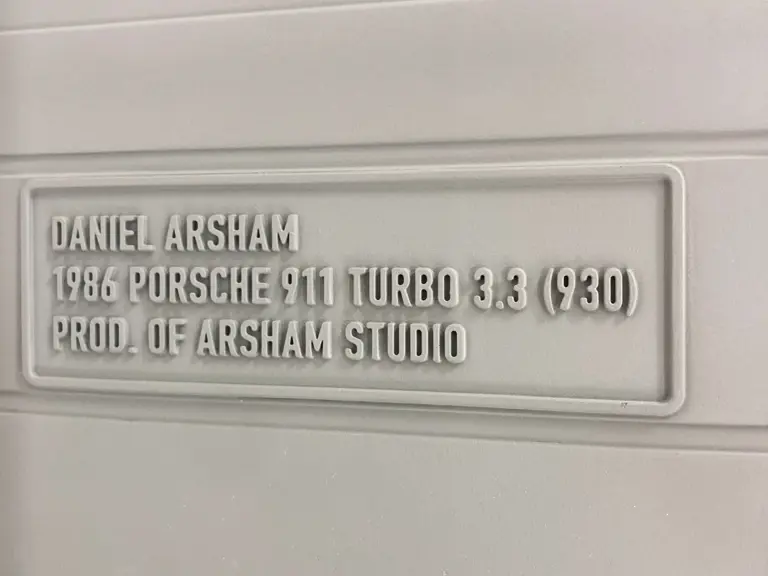 DANIEL ARSHAM
1986 PORSCHE 911 TURBO 3.3 (930)
PROD. OF ARSHAM STUDIO